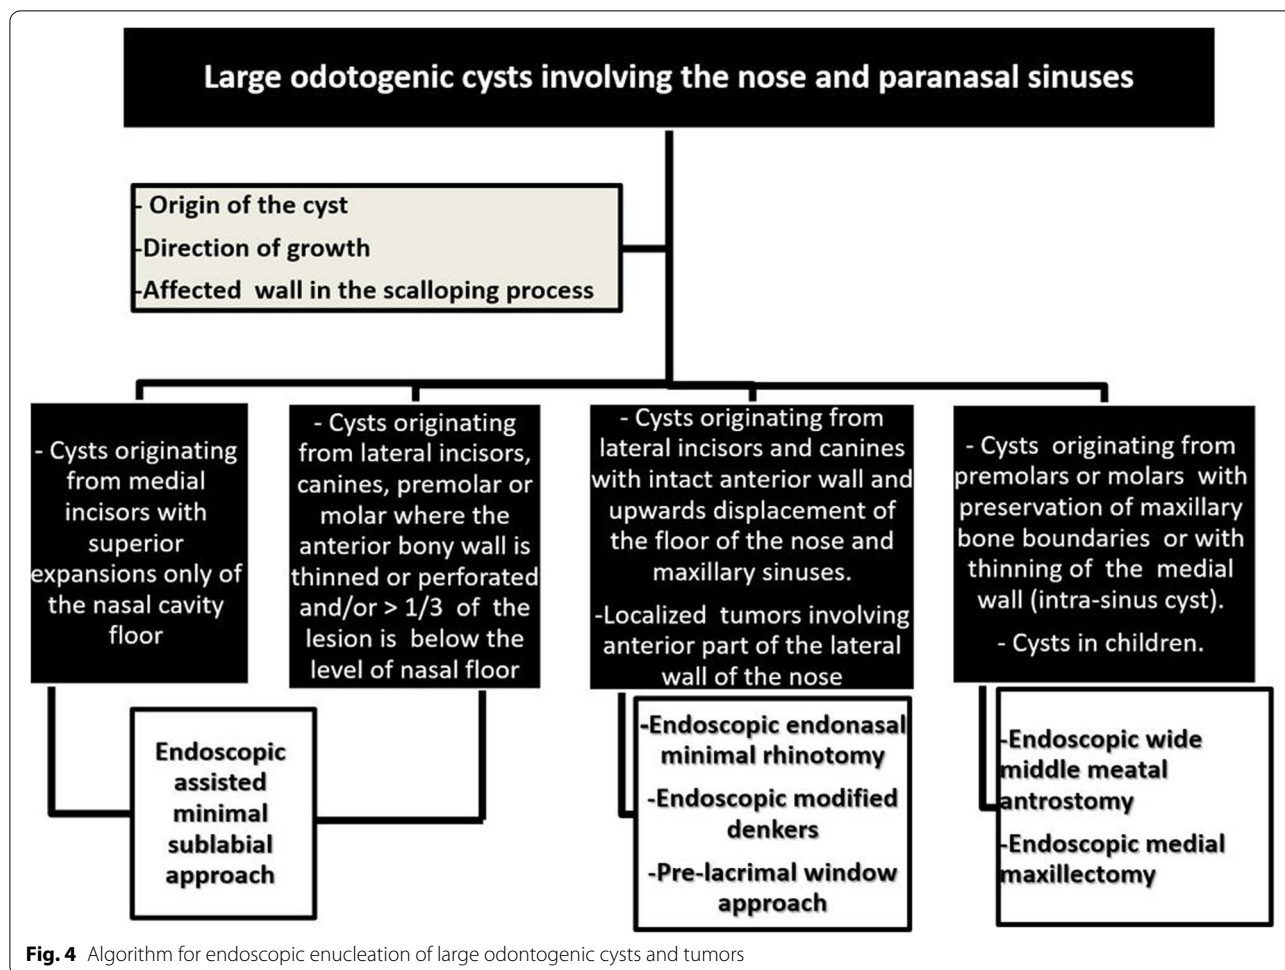 Large odotogenic cysts involving the nose and paranasal sinuses
- Origin of the cyst
-Direction of growth
-Affected wall in the scalloping process
- Cysts originating
from medial
incisors with
superior
expansions only of
the nasal cavity
floor
- Cysts originating
from lateral incisors,
canines, premolar or
molar where the
anterior bony wall is
thinned or perforated
and/or > 1/3 of the
lesion is below the
level of nasal floor
- Cysts originating from
lateral incisors and canines
with intact anterior wall and
upwards displacement of
the floor of the nose and
maxillary sinuses.
-Localized tumors involving
anterior part of the lateral
wall of the nose
- Cysts originating from
premolars or molars with
preservation of maxillary
bone boundaries or with
thinning of the medial
wall (intra-sinus cyst).
- Cysts in children.
Endoscopic
assisted
minimal
sublabial
approach
-Endoscopic endonasal
minimal rhinotomy
-Endoscopic modified
denkers
-Pre-lacrimal window
approach
-Endoscopic wide
middle meatal
antrostomy
-Endoscopic medial
maxillectomy
Fig. 4 Algorithm for endoscopic enucleation of large odontogenic cysts and tumors